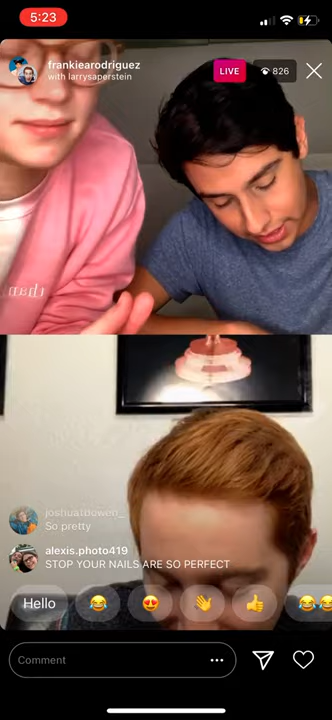 5:23
frankiearodriguez
with larrysaperstein
LIVE
826
So pretty
alexis.photo419
STOP YOUR NAILS ARE SO PERFECT
Hello
Comment